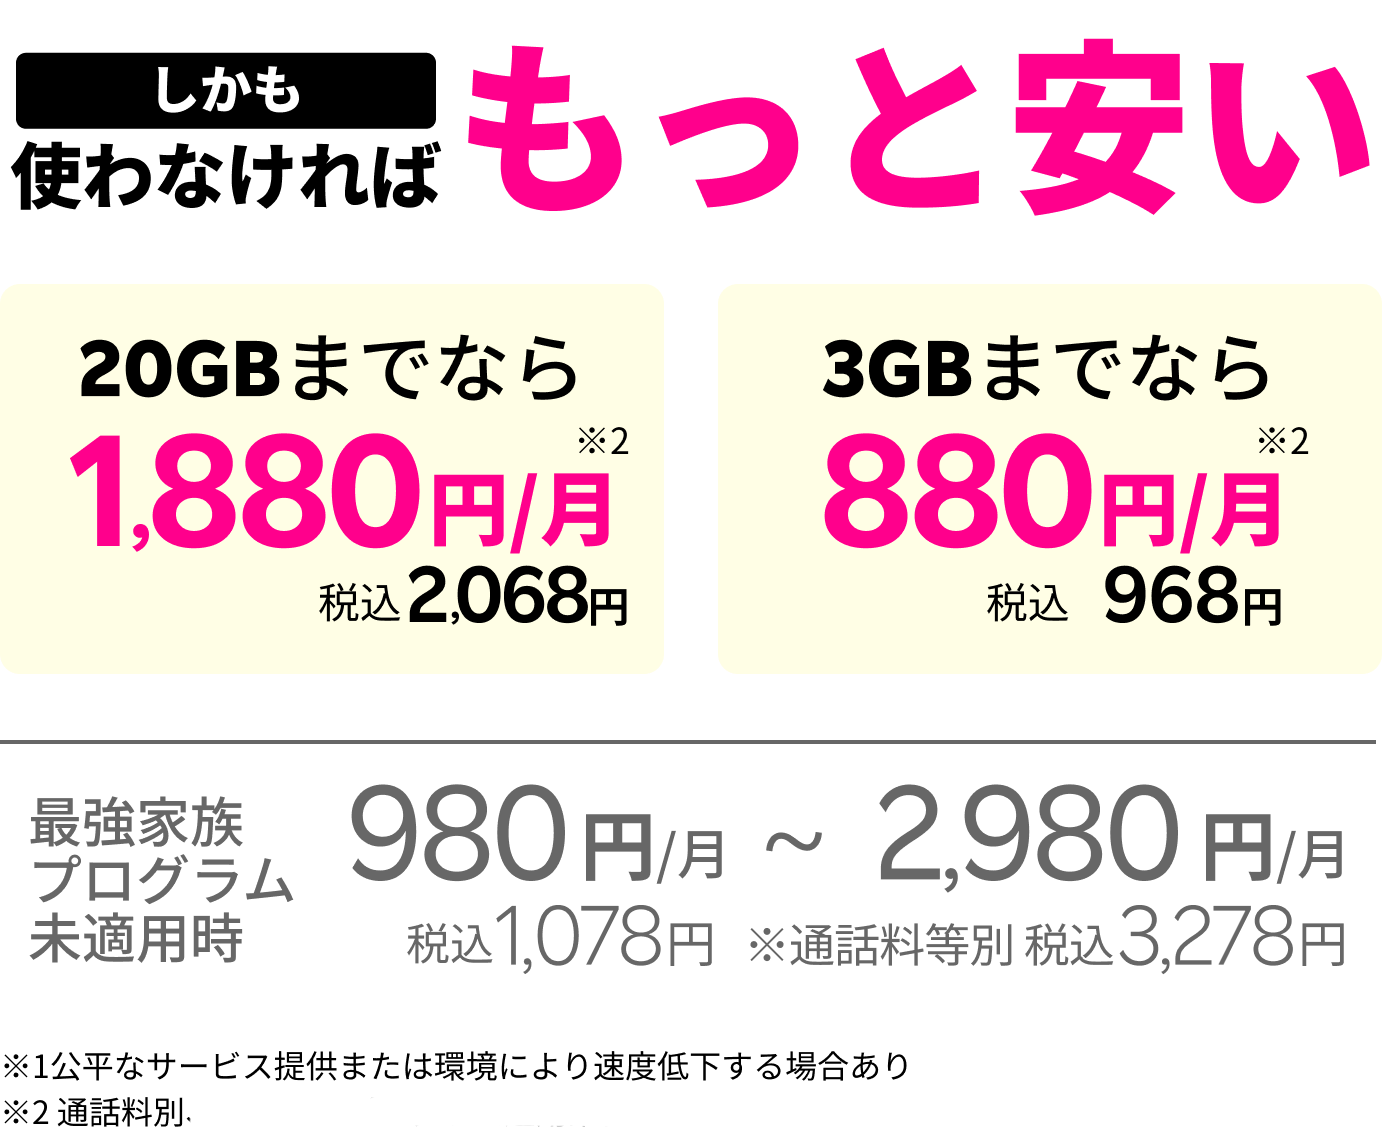 しかも
使わなければ
もっと安い
20GBまでなら
1,880円/月※2
税込2,068円
3GBまでなら
880円/月※2
税込 968円
最強家族
プログラム
未適用時
980円/月 ~ 2,980円/月
税込1,078円 ※通話料等別 税込3,278円
※1公平なサービス提供または環境により速度低下する場合あり
※2 通話料別